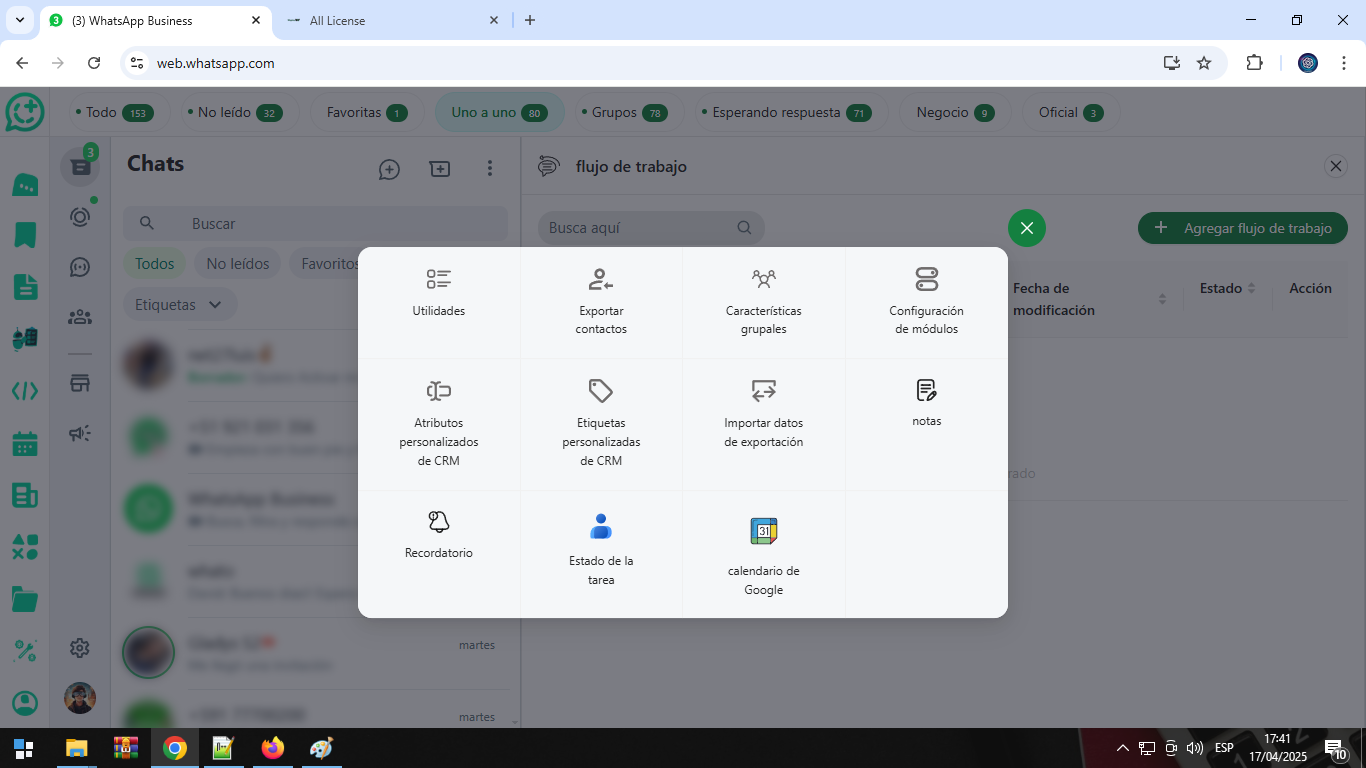 (3) WhatsApp Business
All License
web.whatsapp.com
Todo 153
No leído 32
Favoritas 1
Uno a uno 80
Grupos 78
Esperando respuesta 71
Negocio 9
Oficial 3
3
Chats
flujo de trabajo
Buscar
Busca aquí
Agregar flujo de trabajo
Todos
No leídos
Favoritos
Etiquetas
Fecha de
modificación
Estado
Acción
Utilidades
Exportar
contactos
Características
grupales
Configuración
de módulos
Atributos
personalizados
de CRM
Etiquetas
personalizadas
de CRM
Importar datos
de exportación
notas
Recordatorio
Estado de la
tarea
31
calendario de
Google
rado
WhatsApp Business
martes
martes
ESP
17:41
17/04/2025
10